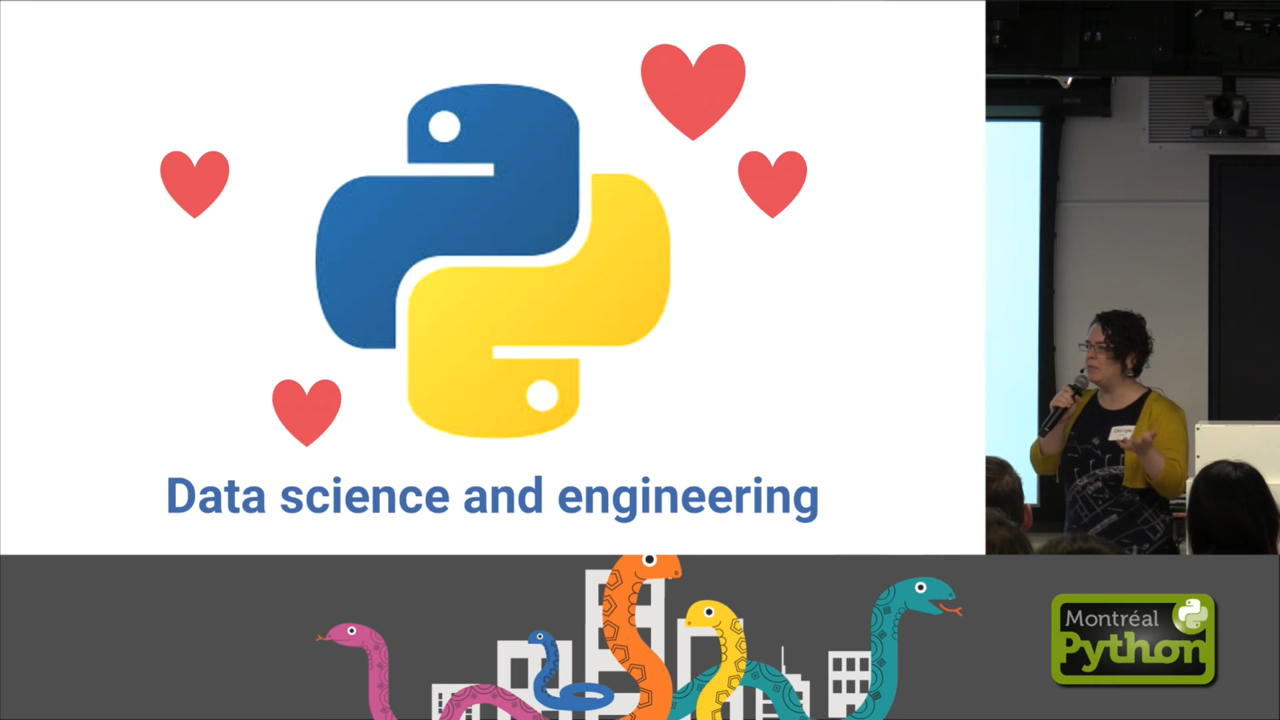 Data science and engineering
Montréal
Python